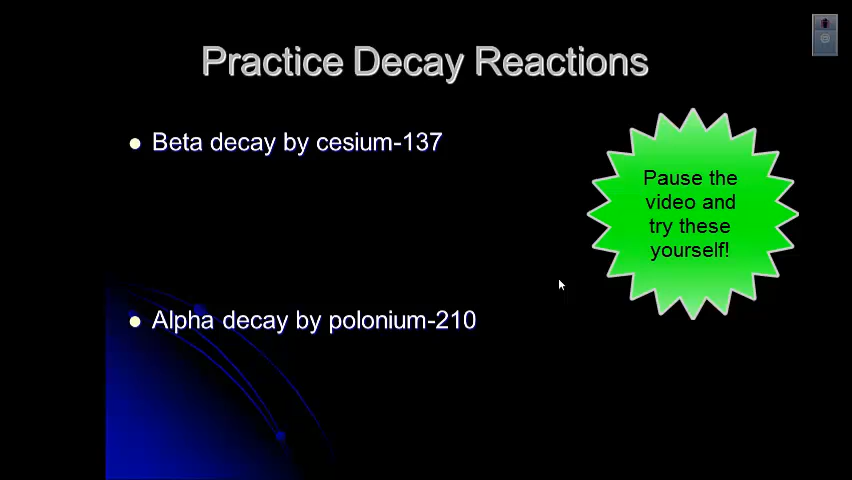 Practice Decay Reactions
Beta decay by cesium-137
Pause the
video and
try these
yourself!
Alpha decay by polonium-210